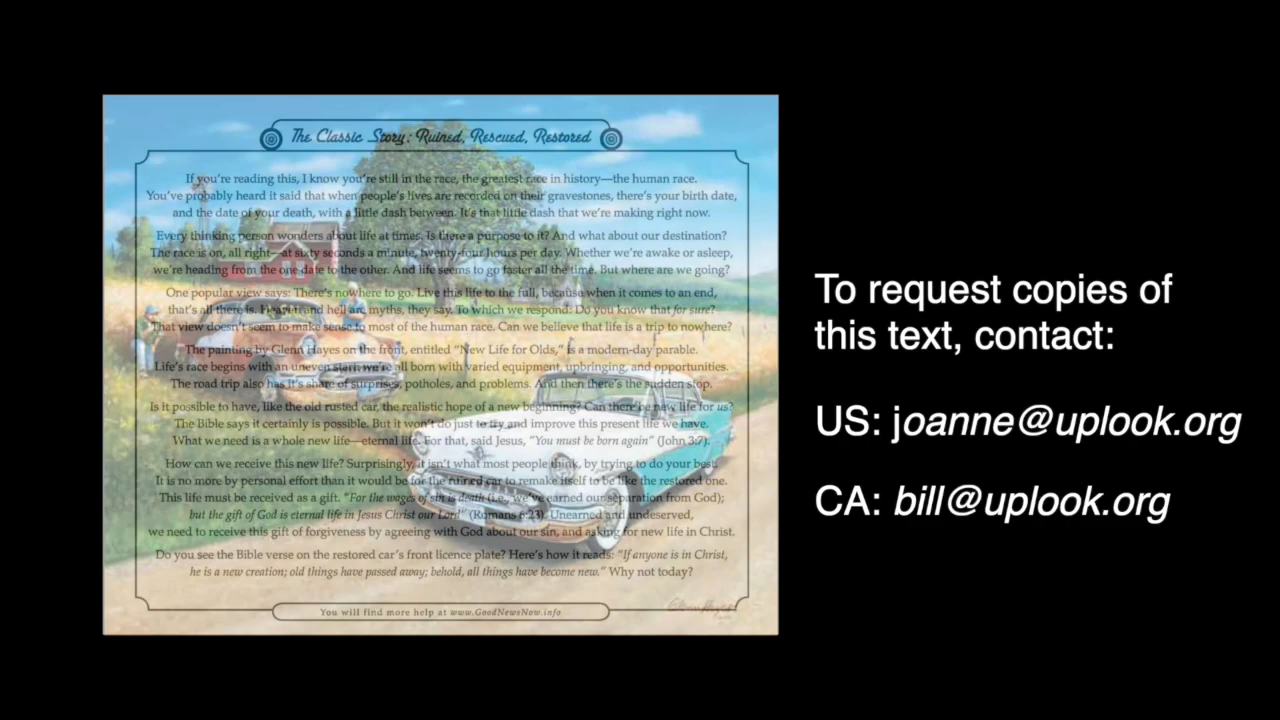 The Classic Story: Ruined, Rescued, Restored
If you're reading this, I know you're still in the race, the greatest race in history—the human race.
You've probably heard it said that when people's lives are recorded on their gravestones, there's your birth date,
and the date of your death, with a little dash between. It's that little dash that we're making right now.
Every thinking person wonders about life at times. Is there a purpose to it? And what about our destination?
The race is on, all right—at sixty seconds a minute, twenty-four hours per day. Whether we're awake or asleep,
we're heading from the one date to the other. And life seems to go faster all the time. But where are we going?
One popular view says: There's nowhere to go. Live this life to the full, because when it comes to an end,
that's all there is. Heaven and hell are myths, they say. To which we respond: Do you know that for sure?
That view doesn't seem to make sense to most of the human race. Can we believe that life is a trip to nowhere?
The painting by Glenn Hayes on the front, entitled "New Life for Olds," is a modern-day parable.
Life's race begins with an uneven start: we're all born with varied equipment, upbringing, and opportunities.
The road trip also has it's share of surprises, potholes, and problems. And then there's the sudden stop.
Is it possible to have, like the old rusted car, the realistic hope of a new beginning? Can there be new life for us?
The Bible says it certainly is possible. But it won't do just to try and improve this present life we have.
What we need is a whole new life—eternal life. For that, said Jesus, "You must be born again" (John 3:7).
How can we receive this new life? Surprisingly, it isn't what most people think, by trying to do your best.
It is no more by personal effort than it would be for the ruined car to remake itself to be like the restored one.
This life must be received as a gift. "For the wages of sin is death (i.e., we've earned our separation from God);
but the gift of God is eternal life in Jesus Christ our Lord" (Romans 6:23). Unearned and undeserved,
we need to receive this gift of forgiveness by agreeing with God about our sin, and asking for new life in Christ.
Do you see the Bible verse on the restored car's front licence plate? Here's how it reads: "If anyone is in Christ,
he is a new creation; old things have passed away; behold, all things have become new." Why not today?
You will find more help at www.GoodNewsNow.info
To request copies of
this text, contact:
US: joanne@uplook.org
CA: bill@uplook.org